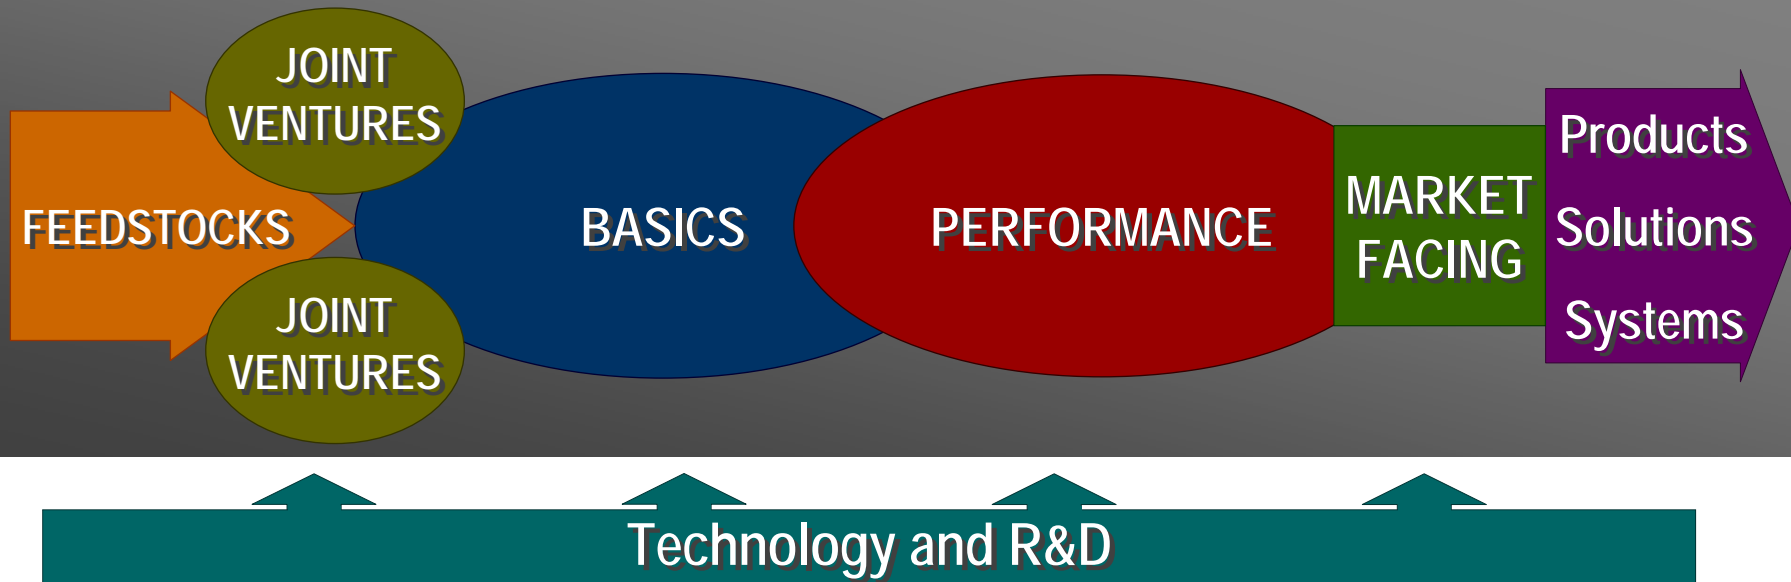 JOINT
VENTURES
FEEDSTOCKS
JOINT
VENTURES
BASICS
PERFORMANCE
MARKET
FACING
Products
Solutions
Systems
Technology and R&D